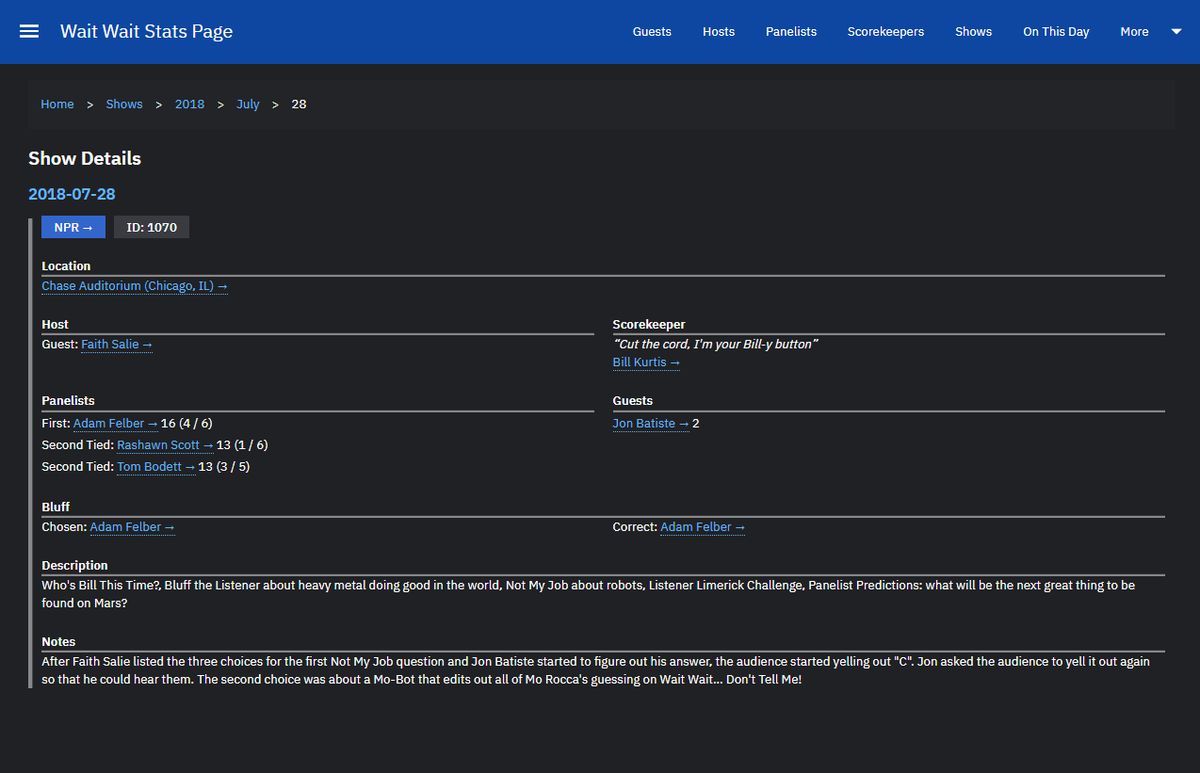 Wait Wait Stats Page
Guests Hosts Panelists Scorekeepers Shows On This Day More
Home > Shows > 2018 > July > 28
Show Details
2018-07-28
NPR → ID: 1070
Location
Chase Auditorium (Chicago, IL) →
Host
Guest: Faith Salie →
Scorekeeper
“Cut the cord, I’m your Bill-y button”
Bill Kurtis →
Panelists
First: Adam Felber → 16 (4 / 6)
Second Tied: Rashawn Scott → 13 (1 / 6)
Second Tied: Tom Bodett → 13 (3 / 5)
Guests
Jon Batiste → 2
Bluff
Chosen: Adam Felber →
Correct: Adam Felber →
Description
Who's Bill This Time?, Bluff the Listener about heavy metal doing good in the world, Not My Job about robots, Listener Limerick Challenge, Panelist Predictions: what will be the next great thing to be
found on Mars?
Notes
After Faith Salie listed the three choices for the first Not My Job question and Jon Batiste started to figure out his answer, the audience started yelling out "C". Jon asked the audience to yell it out again
so that he could hear them. The second choice was about a Mo-Bot that edits out all of Mo Rocca's guessing on Wait Wait... Don't Tell Me!